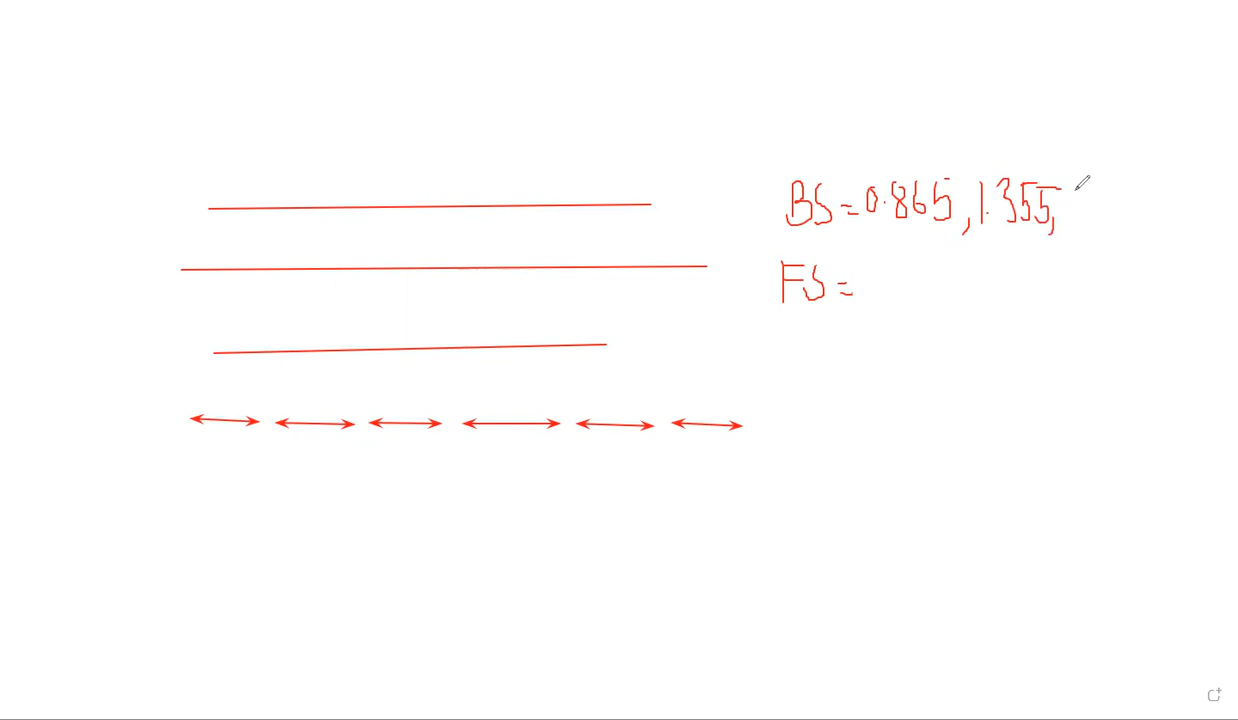 BS = 0.865, 1.355,
FS =